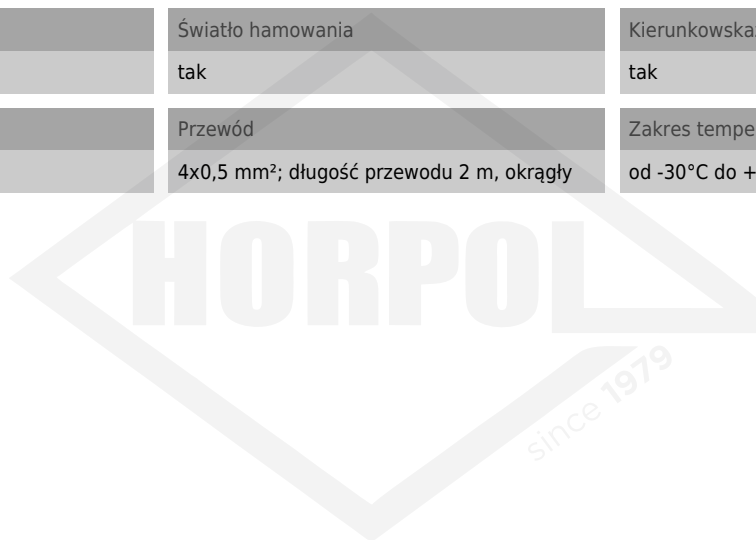 Światło hamowania Kierunkowska
tak tak
Przewód Zakres tempe
4x0,5 mm²; długość przewodu 2 m, okrągły od -30°C do +
HORPOL
since 1979